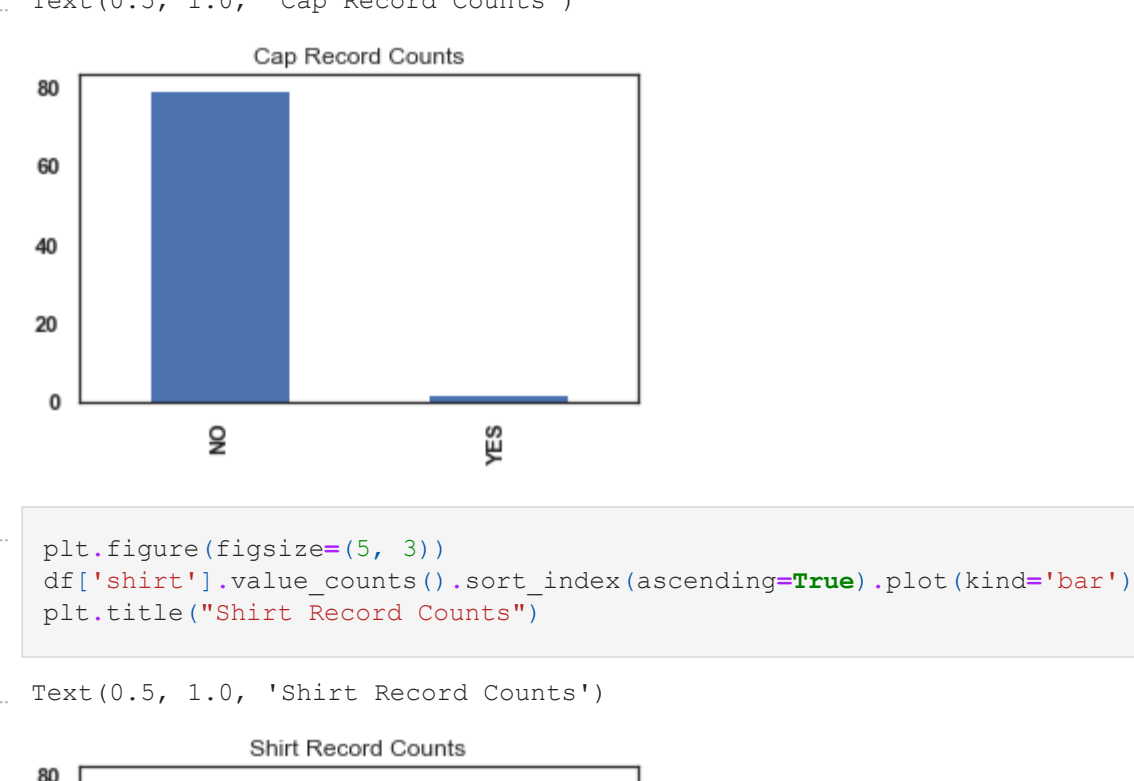 Text(0.5, 1.0, 'Cap Record Counts')
Cap Record Counts
80
60
40
20
0
NO YES
plt.figure(figsize=(5, 3))
df['shirt'].value_counts().sort_index(ascending=True).plot(kind='bar')
plt.title("Shirt Record Counts")
Text(0.5, 1.0, 'Shirt Record Counts')
Shirt Record Counts
80